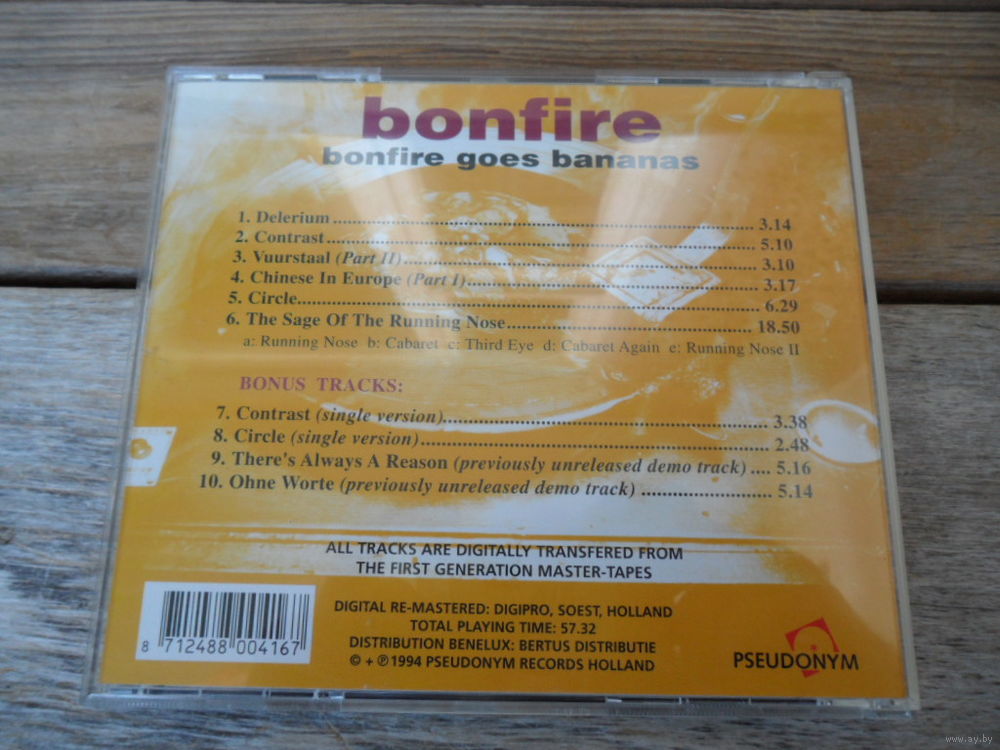 bonfire
bonfire goes bananas
1. Delerium .......... 3.14
2. Contrast .......... 5.10
3. Vuurstaal (Part II) .......... 3.10
4. Chinese In Europe (Part I) .......... 3.17
5. Circle .......... 6.29
6. The Sage Of The Running Nose .......... 18.50
a: Running Nose b: Cabaret c: Third Eye d: Cabaret Again e: Running Nose II
BONUS TRACKS:
7. Contrast (single version) .......... 3.38
8. Circle (single version) .......... 2.48
9. There's Always A Reason (previously unreleased demo track) .... 5.16
10. Ohne Worte (previously unreleased demo track) .......... 5.14
ALL TRACKS ARE DIGITALLY TRANSFERED FROM
THE FIRST GENERATION MASTER-TAPES
DIGITAL RE-MASTERED: DIGIPRO, SOEST, HOLLAND
TOTAL PLAYING TIME: 57.32
DISTRIBUTION BENELUX: BERTUS DISTRIBUTIE
© + ℗ 1994 PSEUDONYM RECORDS HOLLAND
8 712488 004167
PSEUDONYM
www.ay.by